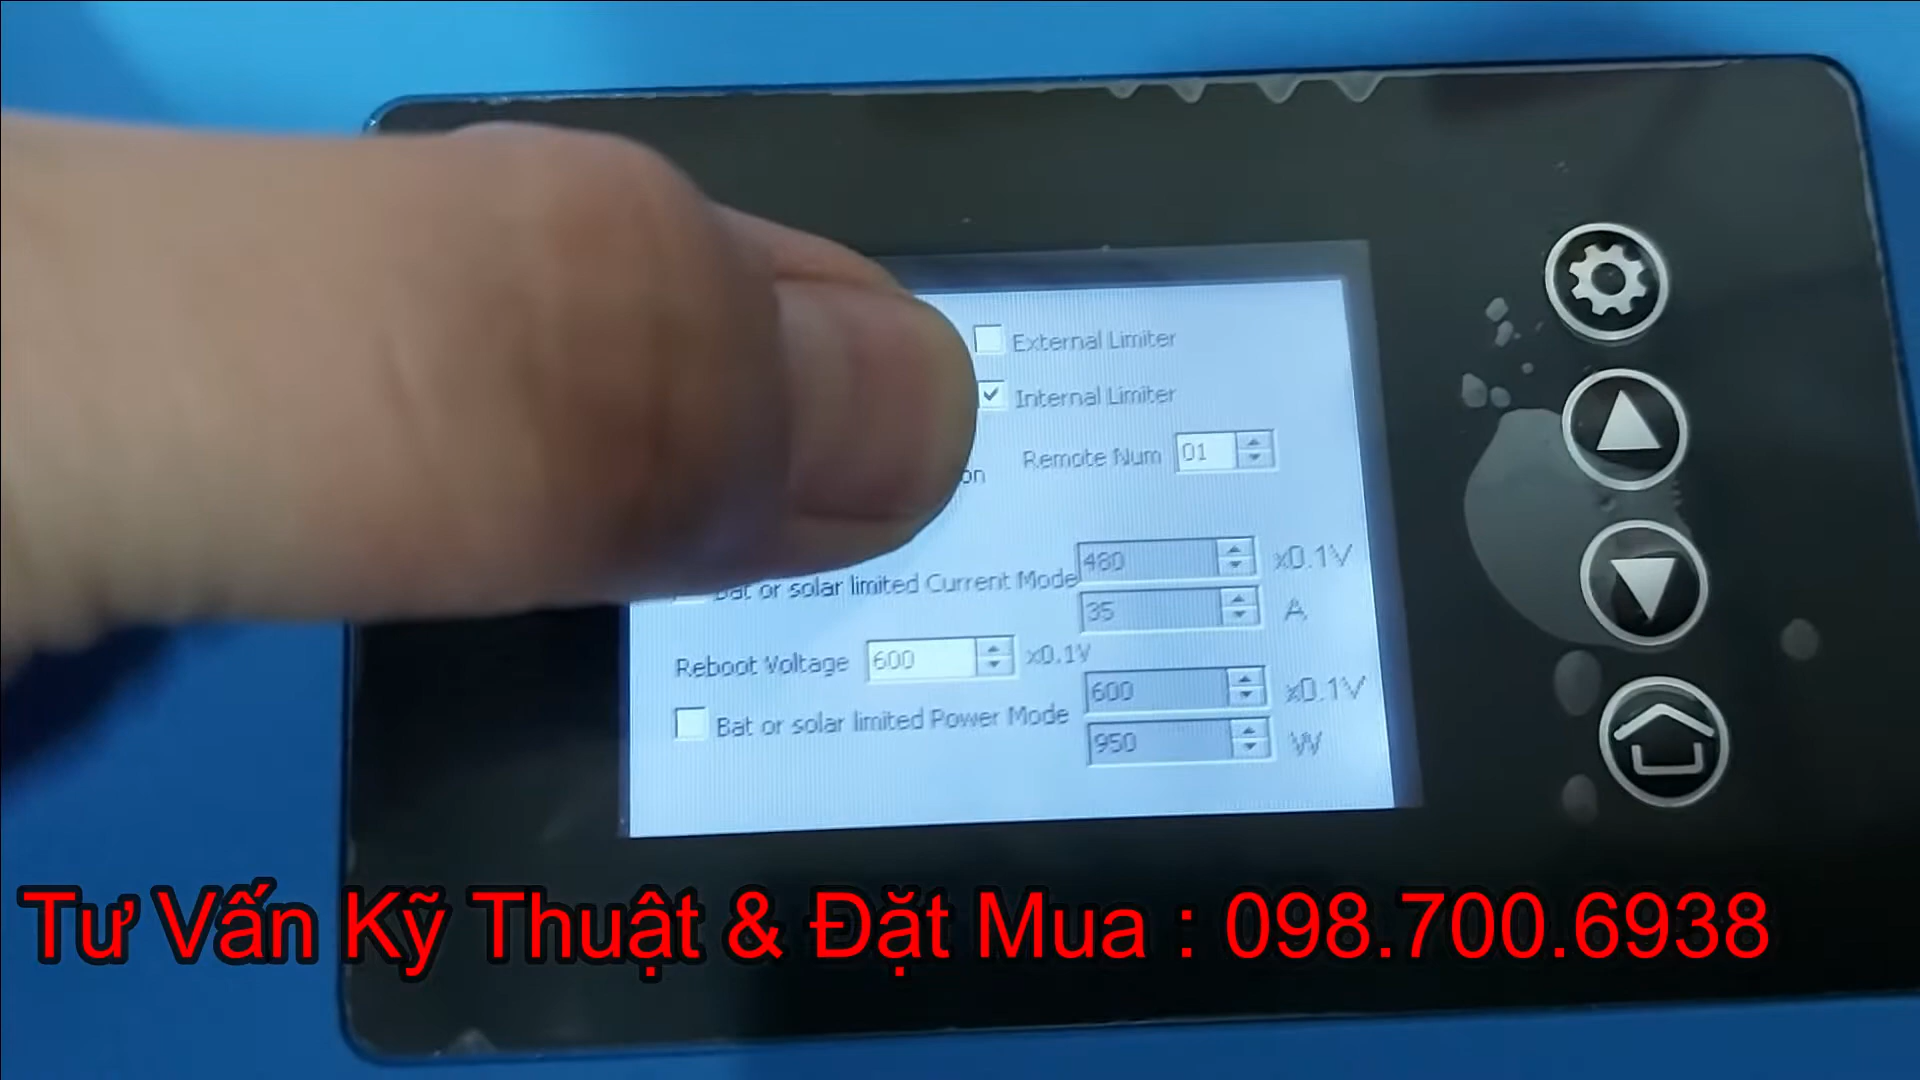 External Limiter
Internal Limiter
Remote Num 01
on
480 x0.1V
Bat or solar limited Current Mode
35 A
Reboot Voltage 600 x0.1V
600 x0.1V
Bat or solar limited Power Mode
950 W
Tư Vấn Kỹ Thuật & Đặt Mua : 098.700.6938